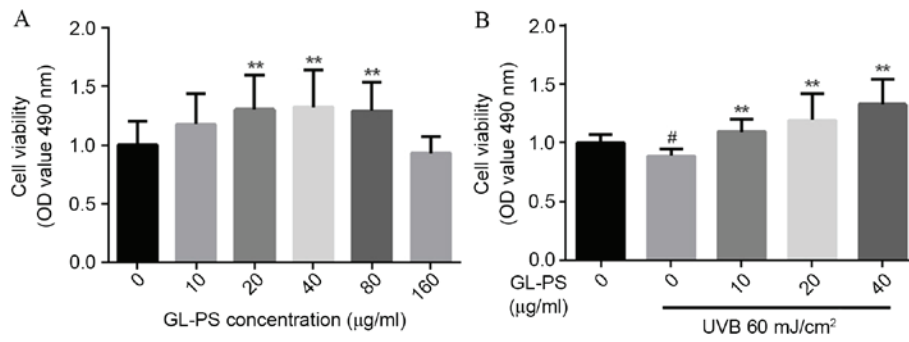 A
Cell viability
(OD value 490 nm)
2.0
1.5
1.0
0.5
0.0
** ** **
0 10 20 40 80 160
GL-PS concentration (μg/ml)
B
Cell viability
(OD value 490 nm)
2.0
1.5
1.0
0.5
0.0
# ** ** **
GL-PS 0 0 10 20 40
(μg/ml)
UVB 60 mJ/cm²